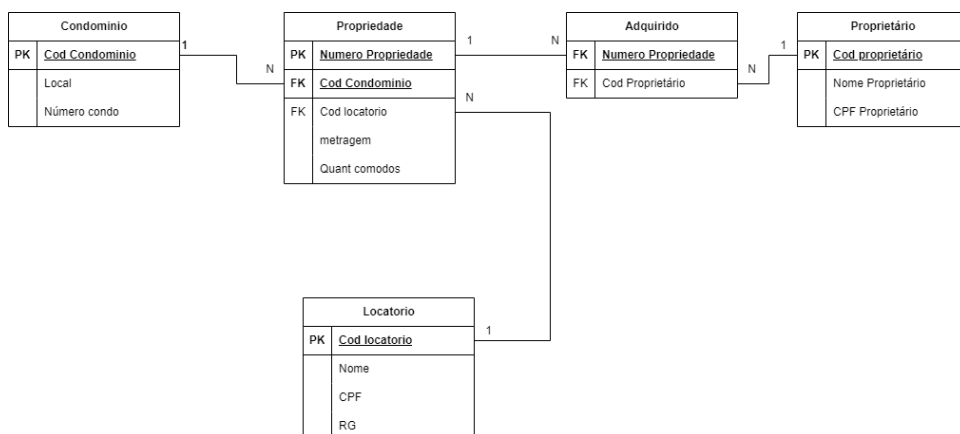 Condominio
PK Cod Condominio
Local
Número condo
1
N
Propriedade
PK Numero Propriedade
FK Cod Condominio
FK Cod locatorio
metragem
Quant comodos
1
N
N
Adquirido
FK Numero Propriedade
FK Cod Proprietário
1
N
Proprietário
PK Cod proprietário
Nome Proprietário
CPF Proprietário
Locatorio
PK Cod locatorio
Nome
CPF
RG
1